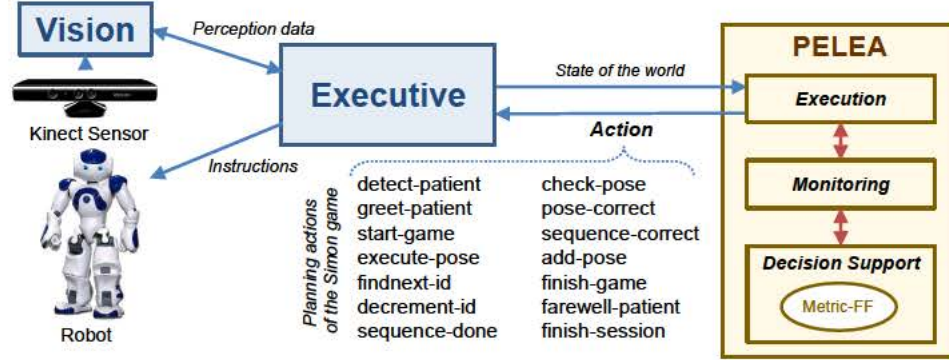 Vision
Perception data
Kinect Sensor
Executive
State of the world
Action
Instructions
Robot
Planning actions
of the Simon game
detect-patient
greet-patient
start-game
execute-pose
findnext-id
decrement-id
sequence-done
check-pose
pose-correct
sequence-correct
add-pose
finish-game
farewell-patient
finish-session
PELEA
Execution
Monitoring
Decision Support
Metric-FF